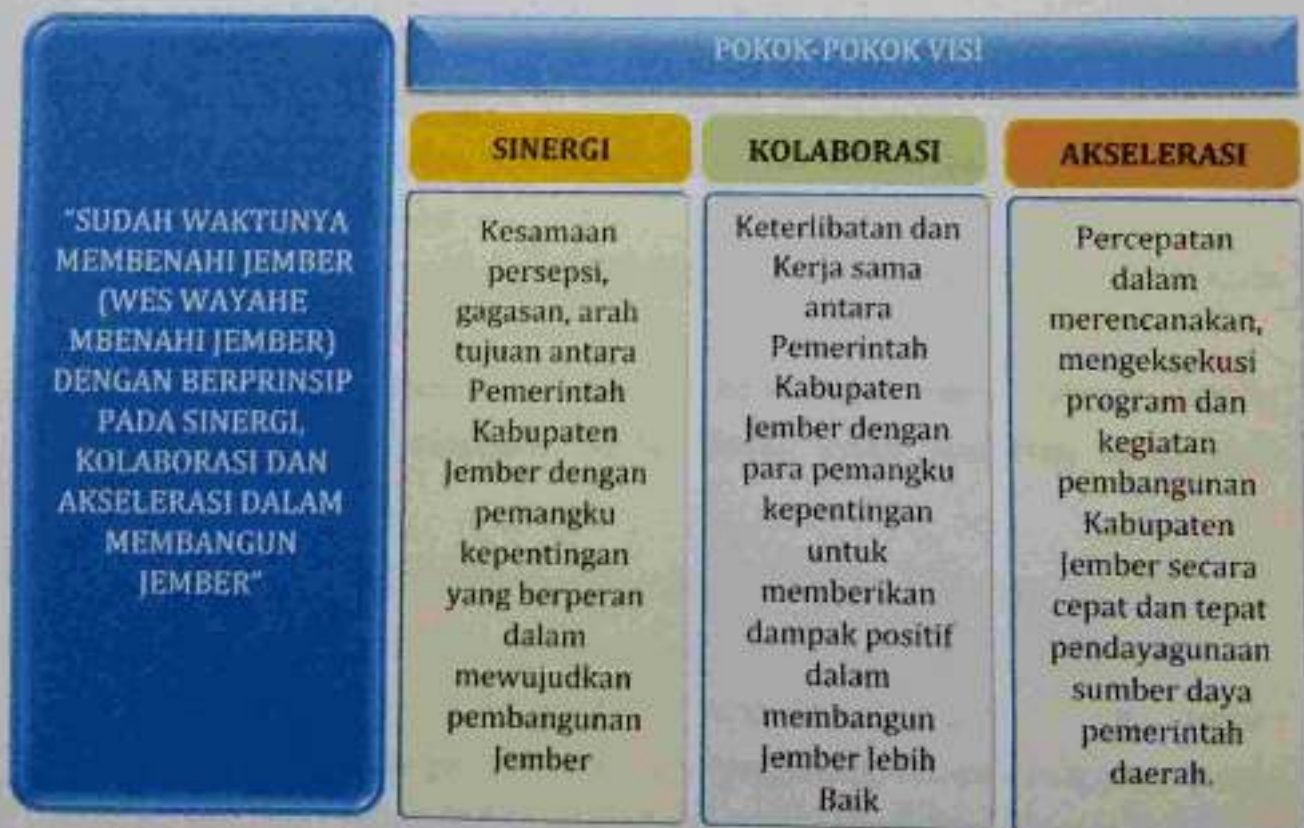 "SUDAH WAKTUNYA
MEMBENAHI JEMBER
(WES WAYAHE
MBENAHI JEMBER)
DENGAN BERPRINSIP
PADA SINERGI,
KOLABORASI DAN
AKSELERASI DALAM
MEMBANGUN
JEMBER"
POKOK-POKOK VISI
SINERGI
Kesamaan
persepsi,
gagasan, arah
tujuan antara
Pemerintah
Kabupaten
Jember dengan
pemangku
kepentingan
yang berperan
dalam
mewujudkan
pembangunan
Jember
KOLABORASI
Keterlibatan dan
Kerja sama
antara
Pemerintah
Kabupaten
Jember dengan
para pemangku
kepentingan
untuk
memberikan
dampak positif
dalam
membangun
Jember lebih
Baik
AKSELERASI
Percepatan
dalam
merencanakan,
mengeksekusi
program dan
kegiatan
pembangunan
Kabupaten
Jember secara
cepat dan tepat
pendayagunaan
sumber daya
pemerintah
daerah.